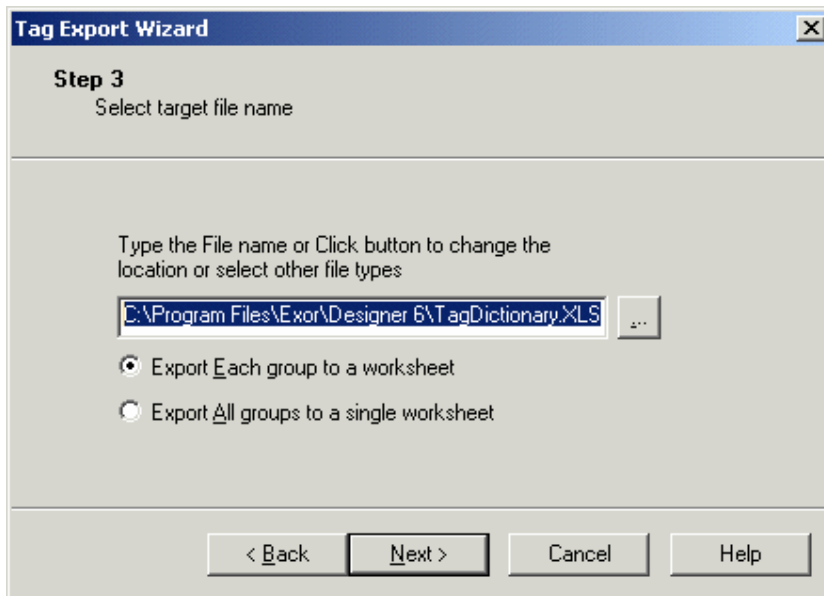 Tag Export Wizard
Step 3
Select target file name
Type the File name or Click button to change the
location or select other file types
C:\Program Files\Exor\Designer 6\TagDictionary.XLS
...
Export Each group to a worksheet
Export All groups to a single worksheet
< Back
Next >
Cancel
Help